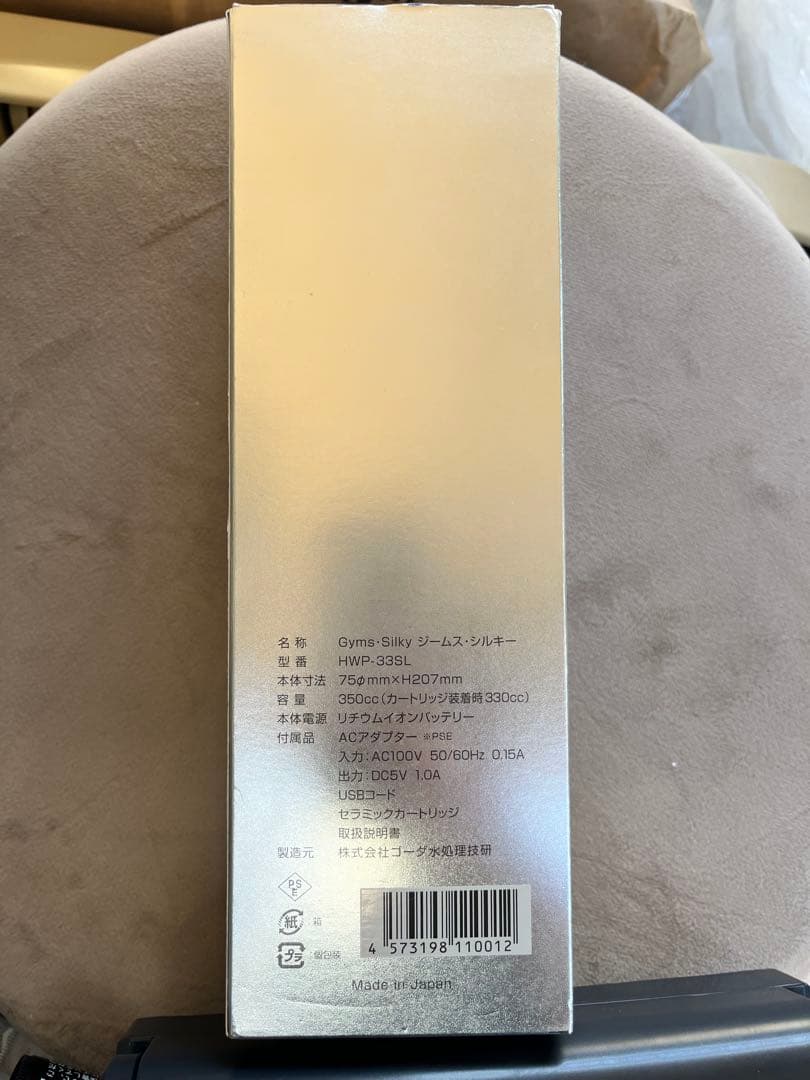 名 称 Gyms・Silky ジームス・シルキー
型 番 HWP-33SL
本体寸法 75φmm×H207mm
容 量 350cc（カートリッジ装着時330cc）
本体電源 リチウムイオンバッテリー
付属品 ACアダプター ※PSE
入力：AC100V 50/60Hz 0.15A
出力：DC5V 1.0A
USBコード
セラミックカートリッジ
取扱説明書
製造元 株式会社ゴーダ水処理技研
PSE
紙 箱
プラ 個包装
4 573198 110012
Made in Japan